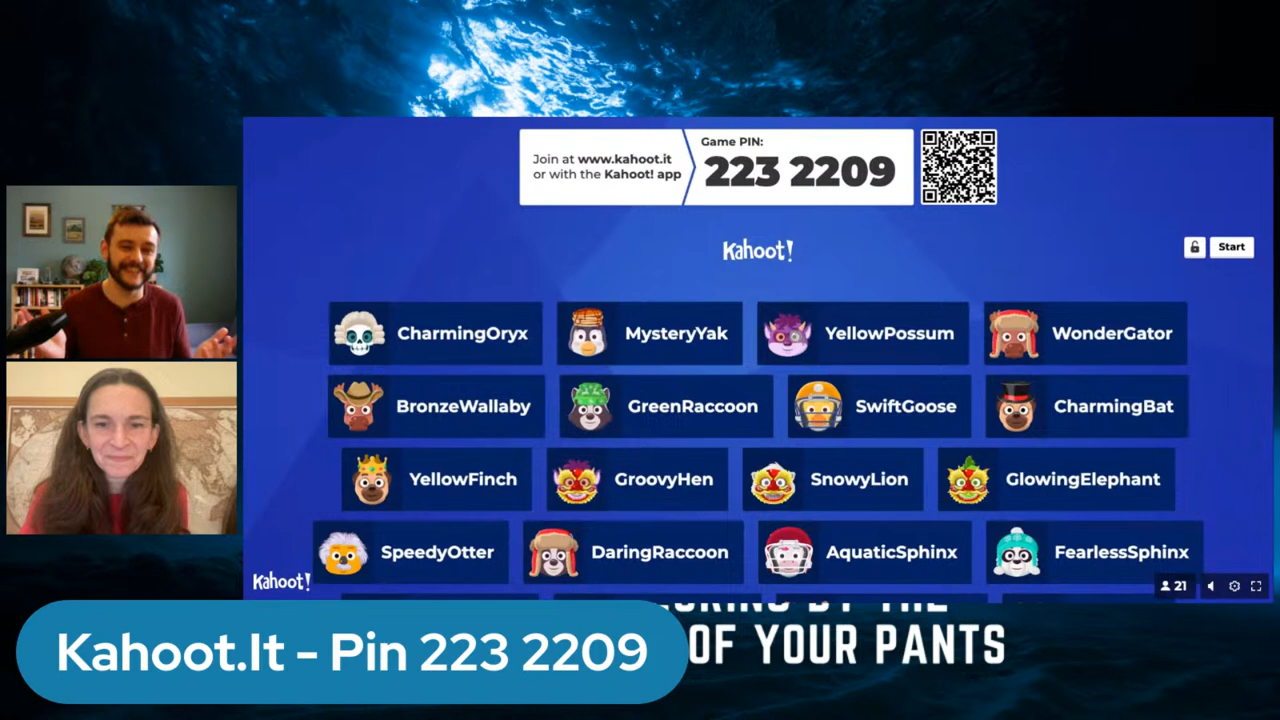 Join at www.kahoot.it
or with the Kahoot! app
Game PIN:
223 2209
Kahoot!
Start
CharmingOryx
MysteryYak
YellowPossum
WonderGator
BronzeWallaby
GreenRaccoon
SwiftGoose
CharmingBat
YellowFinch
GroovyHen
SnowyLion
GlowingElephant
SpeedyOtter
DaringRaccoon
AquaticSphinx
FearlessSphinx
Kahoot!
21
BY THE
OF YOUR PANTS
Kahoot.It - Pin 223 2209